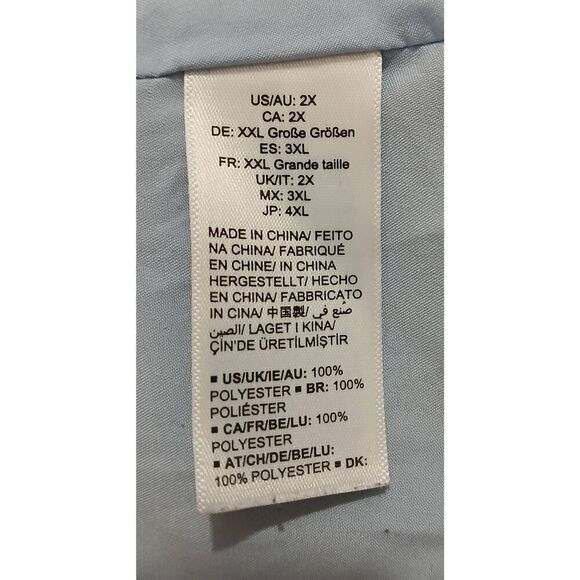 US/AU: 2X
CA: 2X
DE: XXL Große Größen
ES: 3XL
FR: XXL Grande taille
UK/IT: 2X
MX: 3XL
JP: 4XL
MADE IN CHINA/ FEITO
NA CHINA/ FABRIQUÉ
EN CHINE/ IN CHINA
HERGESTELLT/ HECHO
EN CHINA/ FABBRICATO
IN CINA/ 中国製/ صُنع في
الصين/ LAGET I KINA/
ÇİN'DE ÜRETİLMİŞTİR
▪ US/UK/IE/AU: 100%
POLYESTER ▪ BR: 100%
POLIÉSTER
▪ CA/FR/BE/LU: 100%
POLYESTER
▪ AT/CH/DE/BE/LU:
100% POLYESTER ▪ DK: